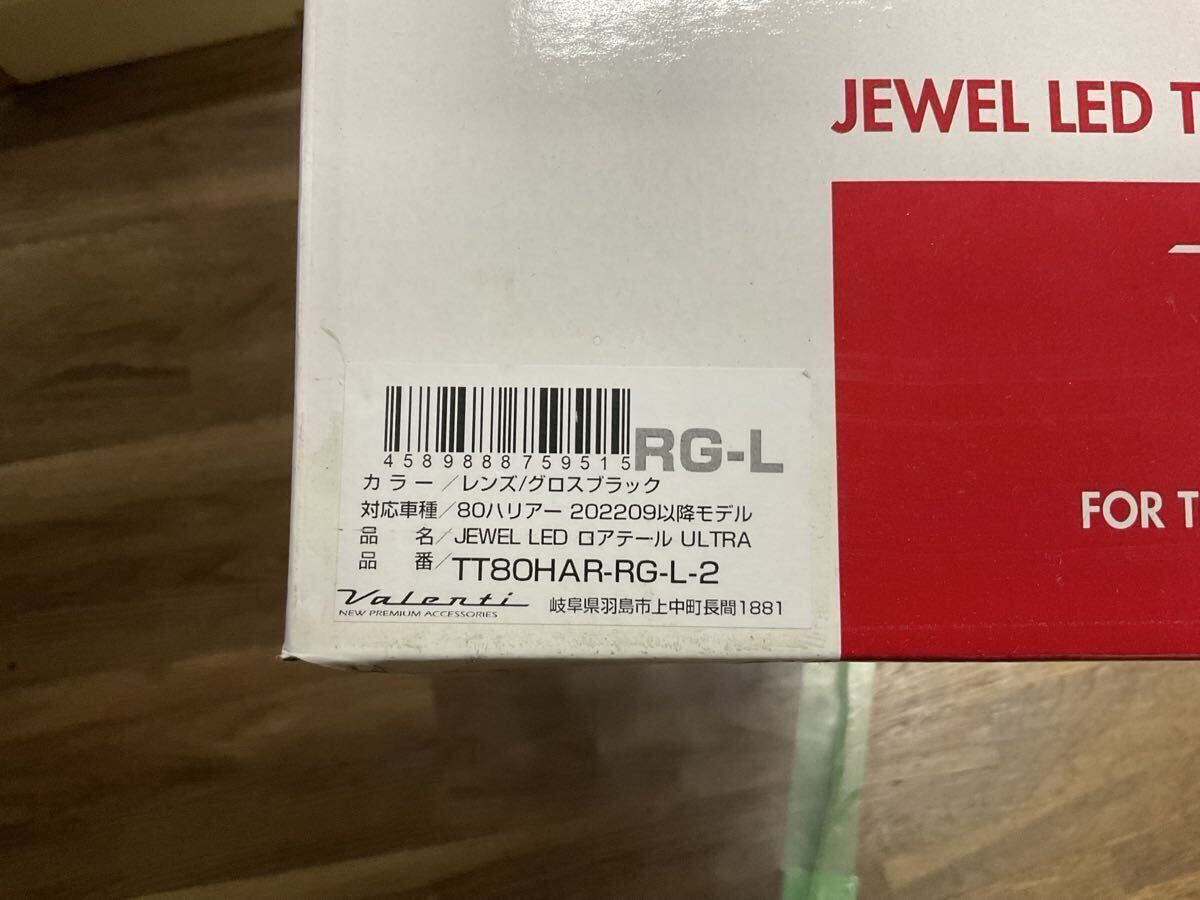 JEWEL LED T
FOR T
4589888759515
RG-L
カラー/レンズ/グロスブラック
対応車種/80ハリアー 202209以降モデル
品 名/JEWEL LED ロアテール ULTRA
品 番/TT80HAR-RG-L-2
Valenti
NEW PREMIUM ACCESSORIES
岐阜県羽島市上中町長間1881